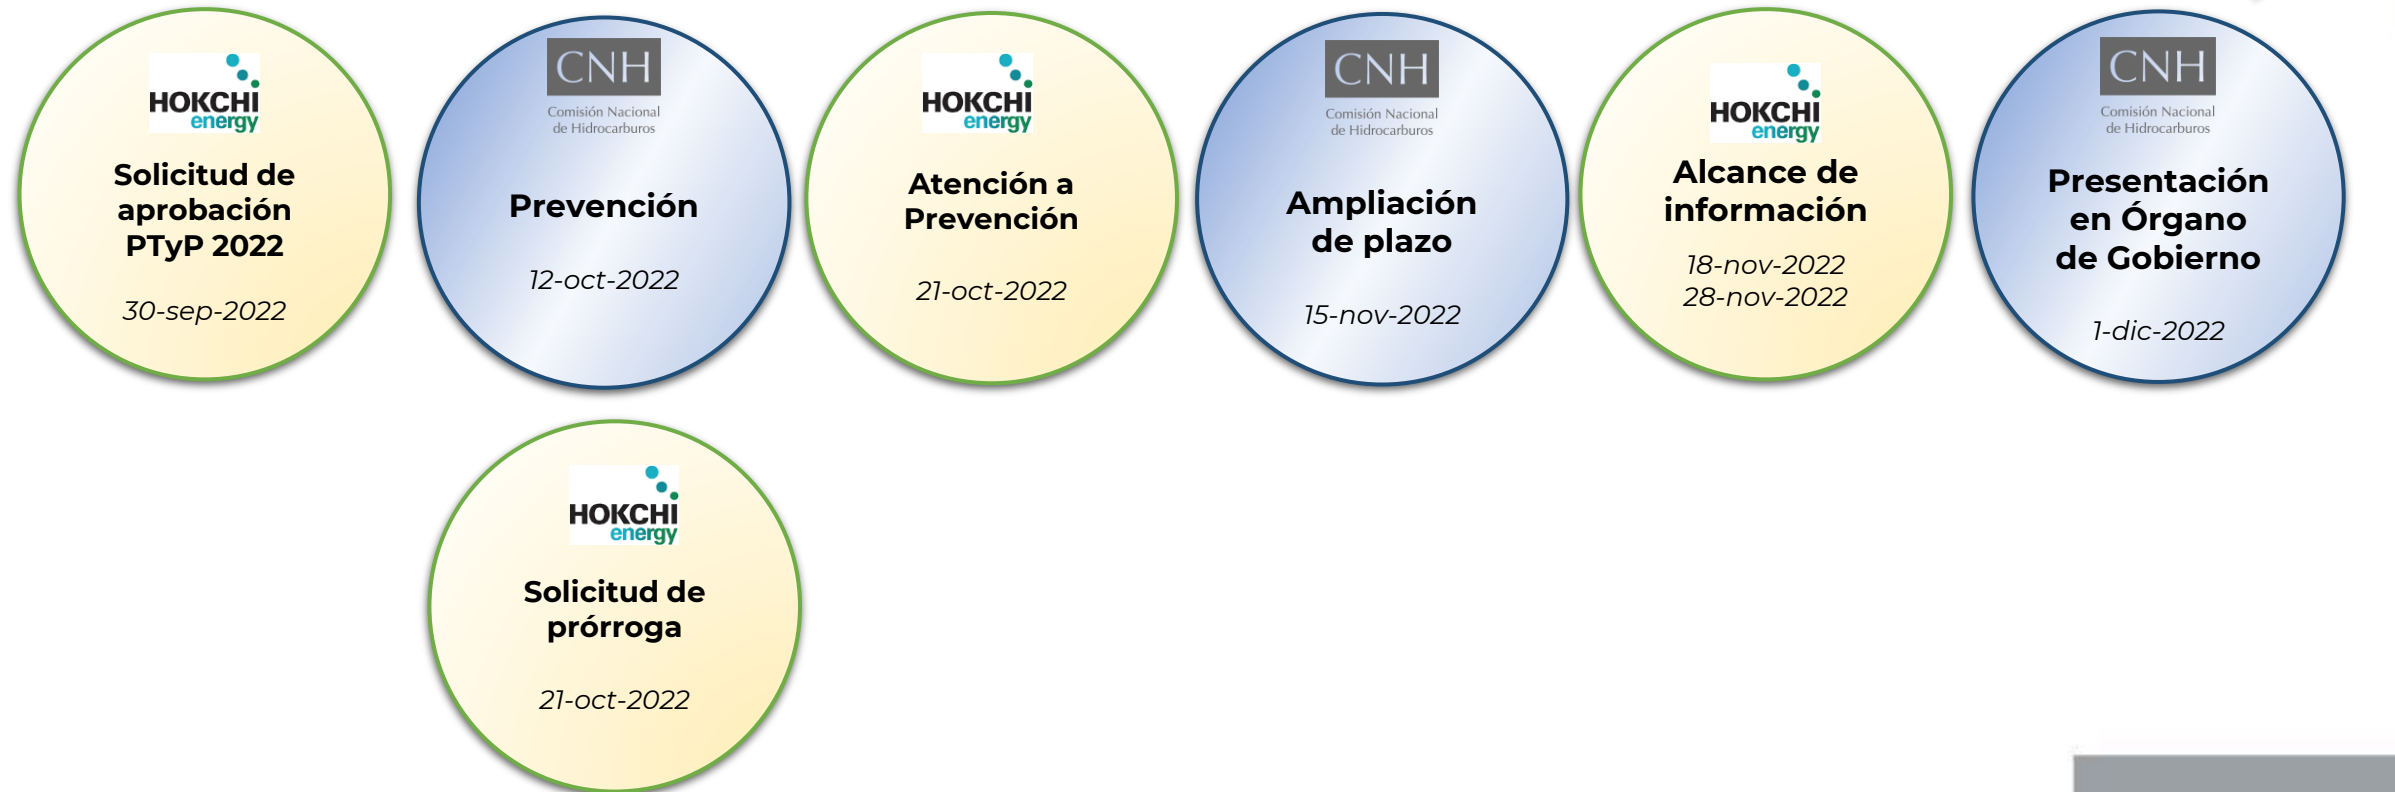 HOKCHI
energy
Solicitud de
aprobación
PTyP 2022
30-sep-2022
CNH
Comisión Nacional
de Hidrocarburos
Prevención
12-oct-2022
HOKCHI
energy
Atención a
Prevención
21-oct-2022
CNH
Comisión Nacional
de Hidrocarburos
Ampliación
de plazo
15-nov-2022
HOKCHI
energy
Alcance de
información
18-nov-2022
28-nov-2022
CNH
Comisión Nacional
de Hidrocarburos
Presentación
en Órgano
de Gobierno
1-dic-2022
HOKCHI
energy
Solicitud de
prórroga
21-oct-2022